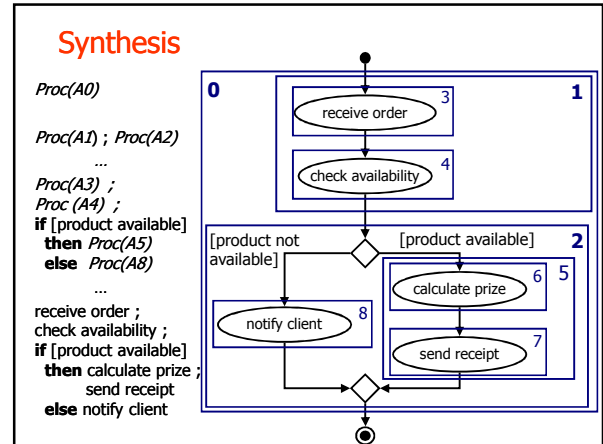 Synthesis
Proc(A0)
Proc(A1) ; Proc(A2)
...
Proc(A3) ;
Proc (A4) ;
if [product available]
then Proc(A5)
else Proc(A8)
...
receive order ;
check availability ;
if [product available]
then calculate prize ;
send receipt
else notify client
0
1
3
receive order
4
check availability
2
[product not
available]
[product available]
5
6
calculate prize
8
notify client
7
send receipt